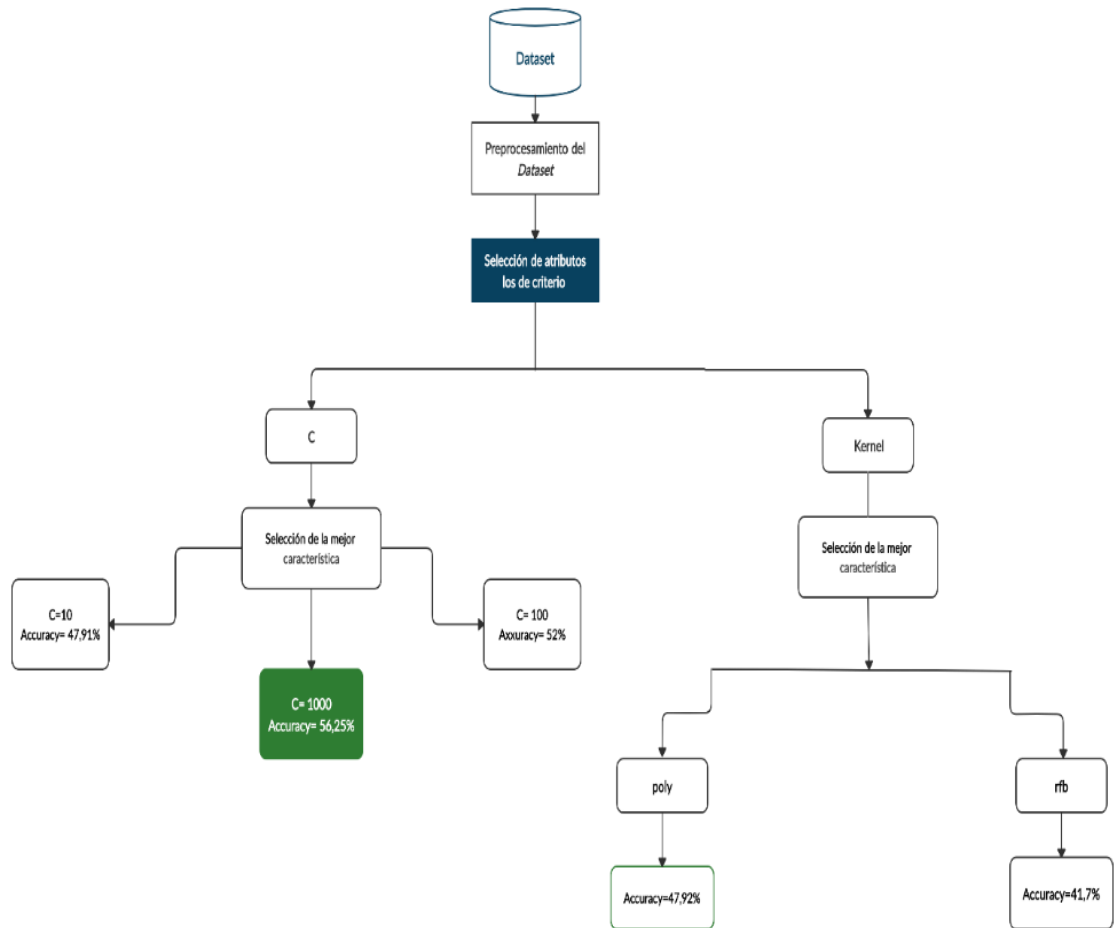 Dataset
Preprocesamiento del
Dataset
Selección de atributos
los de criterio
C
Kernel
Selección de la mejor
característica
Selección de la mejor
característica
C=10
Accuracy= 47,91%
C= 100
Axxuracy= 52%
C= 1000
Accuracy= 56,25%
poly
rfb
Accuracy=47,92%
Accuracy=41,7%